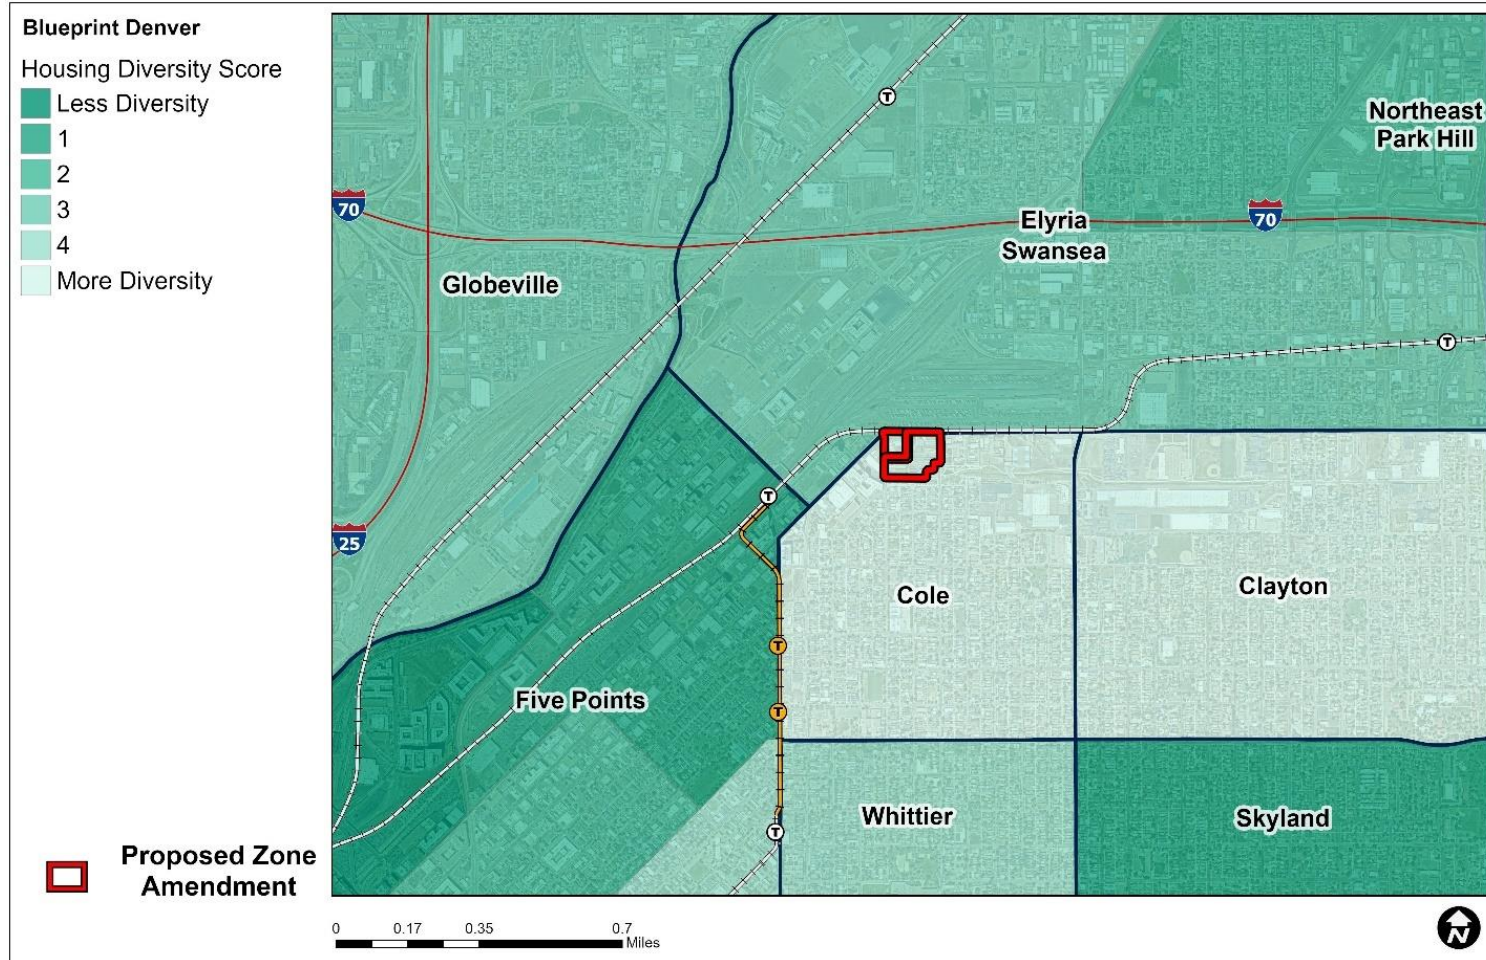 Blueprint Denver
Housing Diversity Score
Less Diversity
1
2
3
4
More Diversity
Proposed Zone
Amendment
T
Northeast
Park Hill
70
Elyria
Swansea
70
Globeville
T
T
25
Cole
Clayton
T
T
Five Points
Whittier
Skyland
T
0 0.17 0.35 0.7
Miles
N